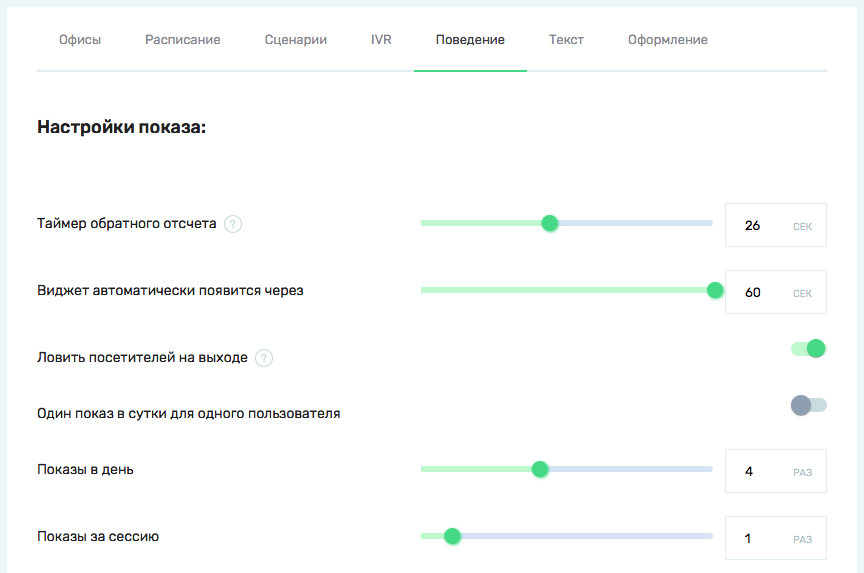 Офисы Расписание Сценарии IVR Поведение Текст Оформление
Настройки показа:
Таймер обратного отсчета ? 26 СЕК
Виджет автоматически появится через 60 СЕК
Ловить посетителей на выходе ?
Один показ в сутки для одного пользователя
Показы в день 4 РАЗ
Показы за сессию 1 РАЗ